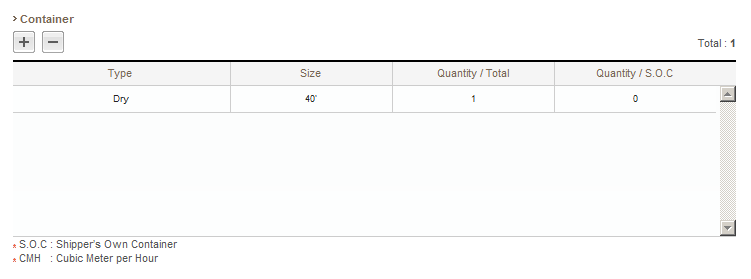 › Container
Total : 1
Type Size Quantity / Total Quantity / S.O.C
Dry 40' 1 0
* S.O.C : Shipper's Own Container
* CMH : Cubic Meter per Hour